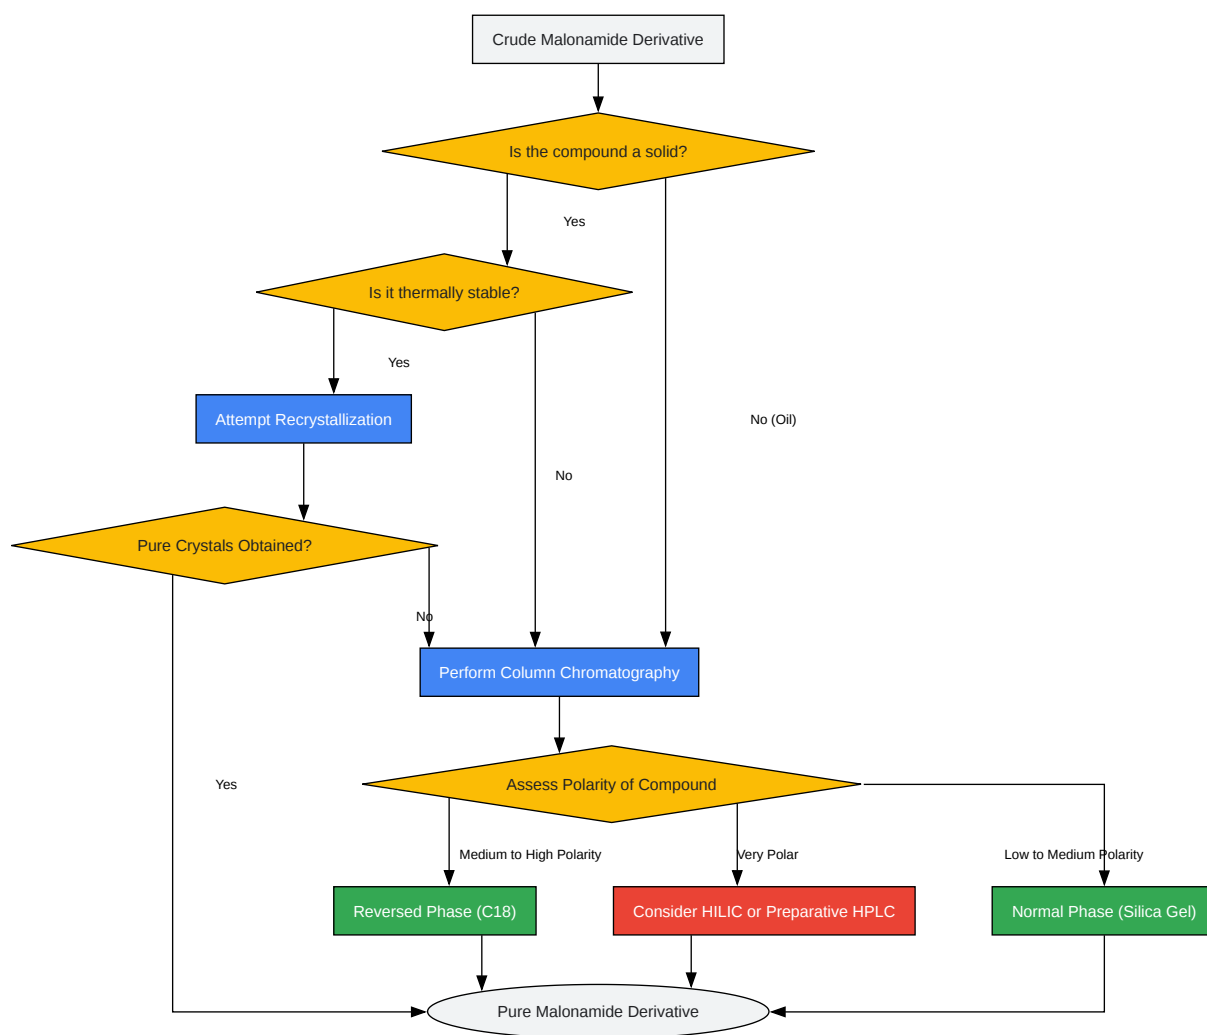 Crude Malonamide Derivative
Is the compound a solid?
Yes
Is it thermally stable?
Yes
Attempt Recrystallization
No (Oil)
No
Pure Crystals Obtained?
No
Perform Column Chromatography
Yes
Assess Polarity of Compound
Medium to High Polarity
Very Polar
Low to Medium Polarity
Reversed Phase (C18)
Consider HILIC or Preparative HPLC
Normal Phase (Silica Gel)
Pure Malonamide Derivative